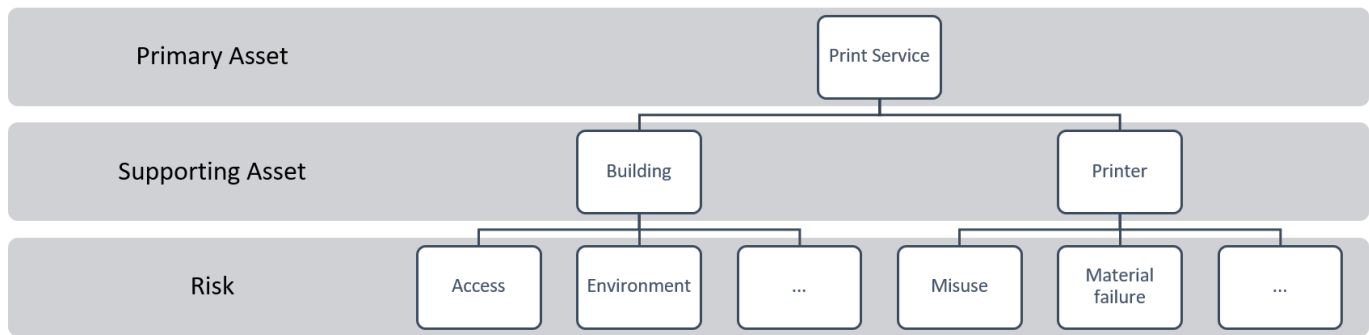 Primary Asset
Print Service
Supporting Asset
Building
Printer
Risk
Access
Environment
...
Misuse
Material
failure
...